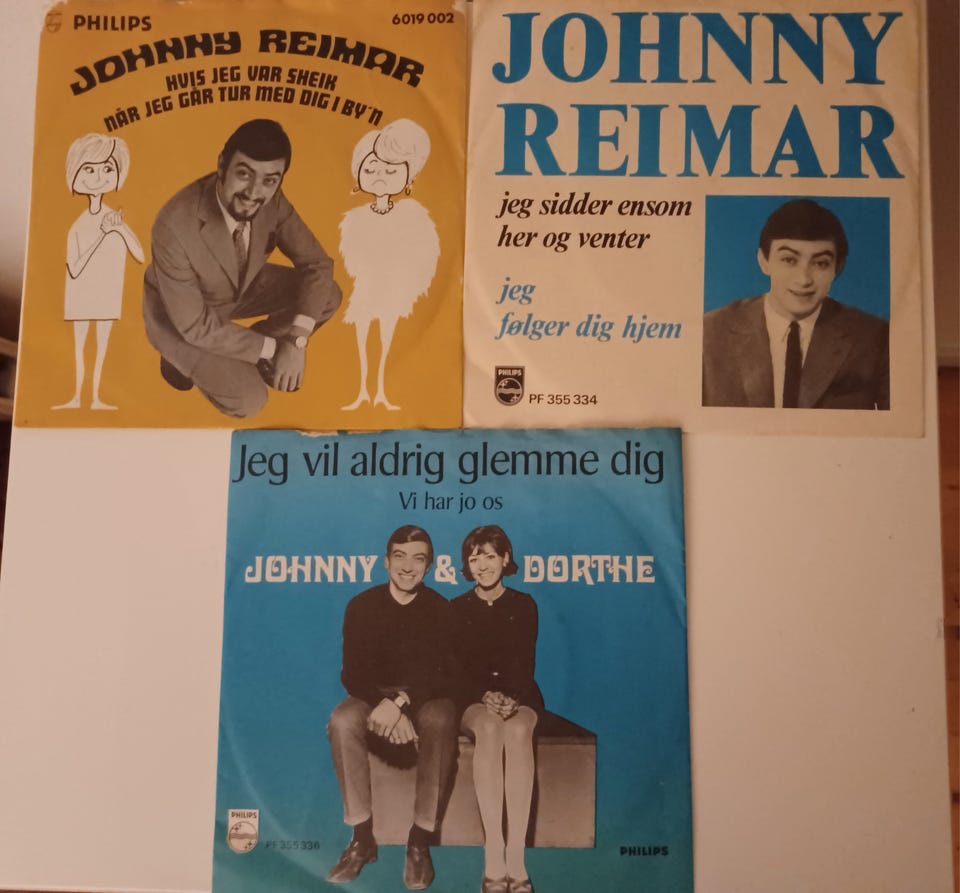 PHILIPS
6019 002
JOHNNY REIMAR
HVIS JEG VAR SHEIK
NÅR JEG GÅR TUR MED DIG I BY'N
JOHNNY
REIMAR
jeg sidder ensom
her og venter
jeg
følger dig hjem
PHILIPS
PF 355 334
Jeg vil aldrig glemme dig
Vi har jo os
JOHNNY & DORTHE
PHILIPS
PF 355 336
PHILIPS